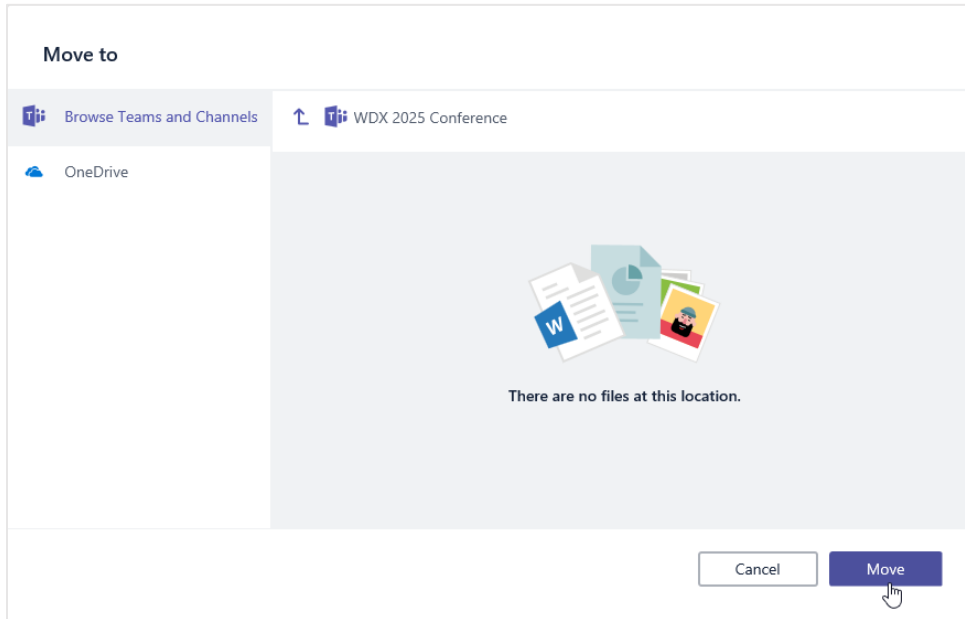 Move to
Browse Teams and Channels
WDX 2025 Conference
OneDrive
W
There are no files at this location.
Cancel
Move